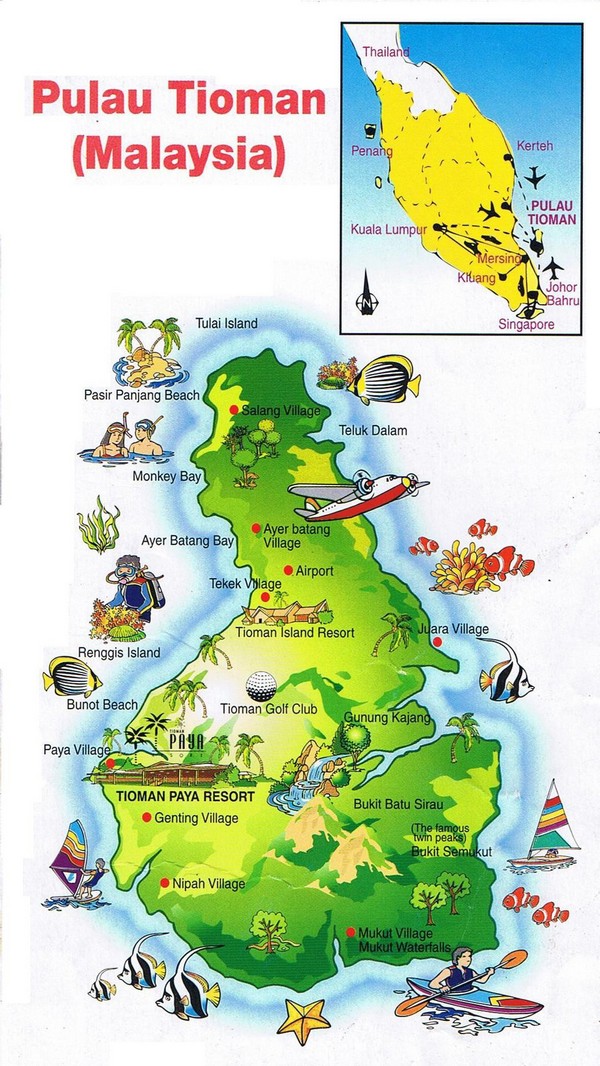 Pulau Tioman
(Malaysia)
Thailand
Penang
Kerteh
PULAU
TIOMAN
Kuala Lumpur
Mersing
Kluang
Johor
Bahru
Singapore
N
Tulai Island
Pasir Panjang Beach
Salang Village
Teluk Dalam
Monkey Bay
Ayer batang
Village
Ayer Batang Bay
Airport
Tekek Village
Tioman Island Resort
Juara Village
Renggis Island
Bunot Beach
Tioman Golf Club
Gunung Kajang
Paya Village
TIOMAN
PAYA
RESORT
TIOMAN PAYA RESORT
Bukit Batu Sirau
Genting Village
(The famous
twin peaks)
Bukit Semukut
Nipah Village
Mukut Village
Mukut Waterfalls